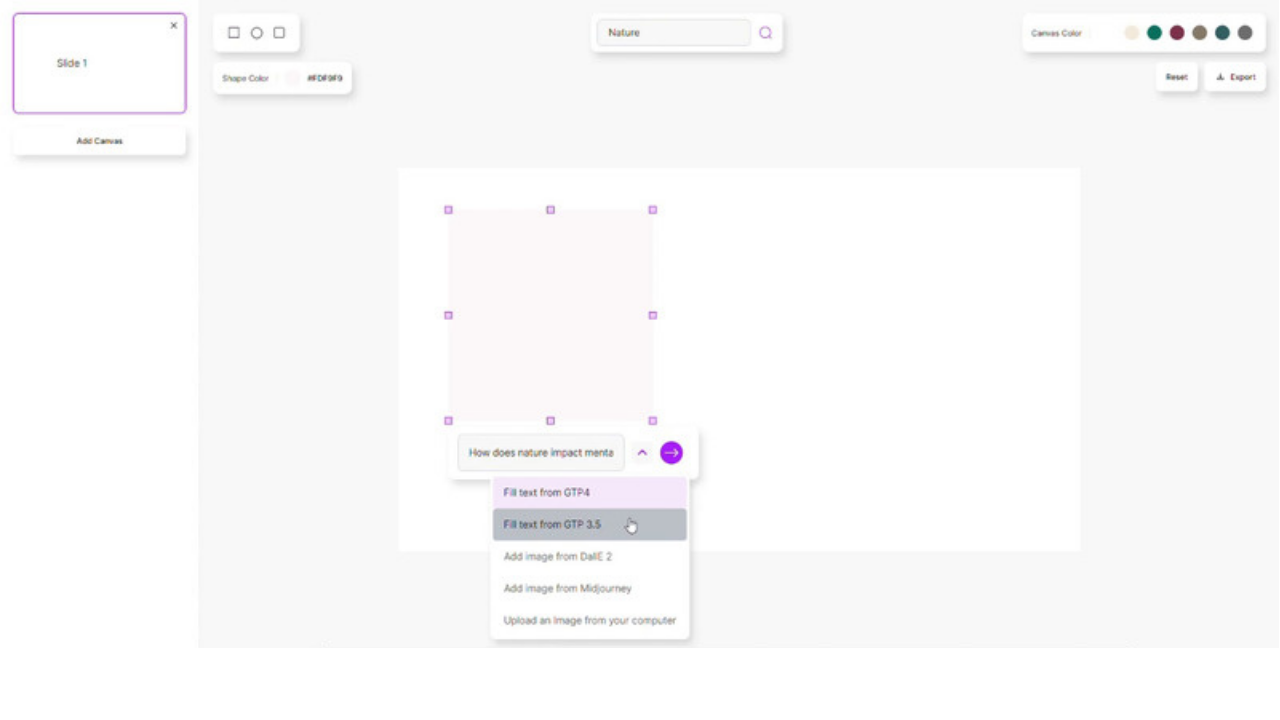 Slide 1
Add Canvas
Nature
Canvas Color
Shape Color
#FDF9F9
Reset
Export
How does nature impact menta
Fill text from GTP4
Fill text from GTP 3.5
Add image from DallE 2
Add image from Midjourney
Upload an Image from your computer